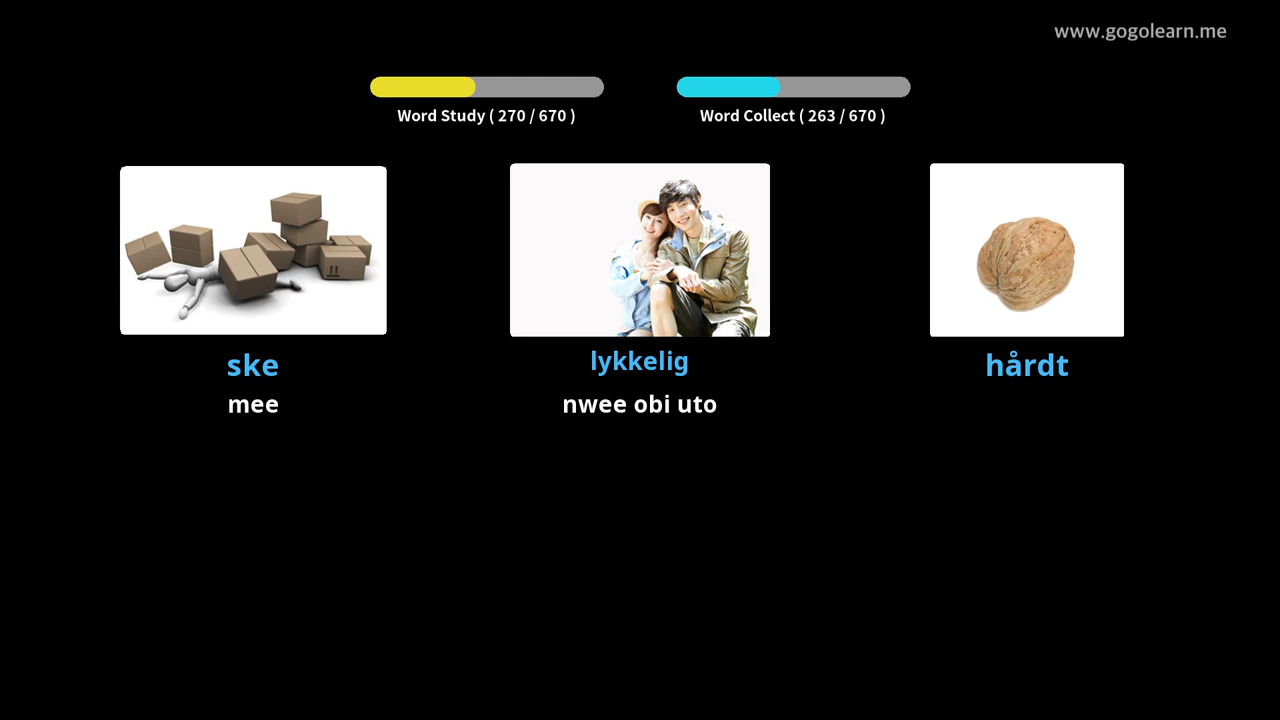 www.gogolearn.me
Word Study ( 270 / 670 )
Word Collect ( 263 / 670 )
ske
mee
lykkelig
nwee obi uto
hårdt